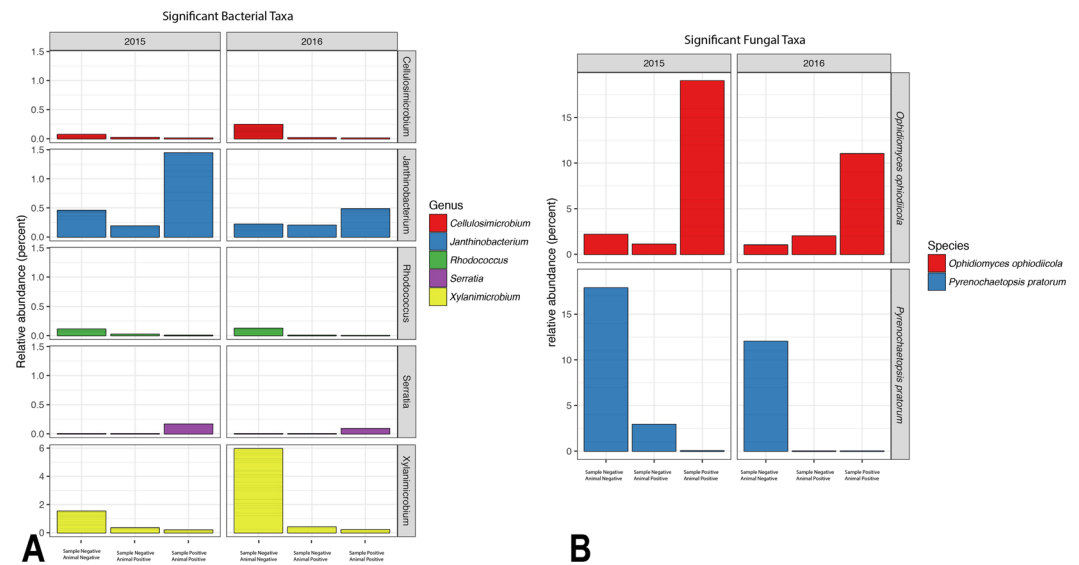 Significant Bacterial Taxa
2015
2016
Relative abundance (percent)
1.5
1.0
0.5
0.0
Cellulosimicrobium
1.5
1.0
0.5
0.0
Janthinobacterium
1.5
1.0
0.5
0.0
Rhodococcus
1.5
1.0
0.5
0.0
Serratia
6
4
2
0
Xylanimicrobium
Sample Negative
Animal Negative
Sample Negative
Animal Positive
Sample Positive
Animal Positive
Sample Negative
Animal Negative
Sample Negative
Animal Positive
Sample Positive
Animal Positive
A
Genus
Cellulosimicrobium
Janthinobacterium
Rhodococcus
Serratia
Xylanimicrobium
Significant Fungal Taxa
2015
2016
relative abundance (percent)
15
10
5
0
Ophidiomyces ophiodiicola
15
10
5
0
Pyrenochaetopsis pratorum
Sample Negative
Animal Negative
Sample Negative
Animal Positive
Sample Positive
Animal Positive
Sample Negative
Animal Negative
Sample Negative
Animal Positive
Sample Positive
Animal Positive
B
Species
Ophidiomyces ophiodiicola
Pyrenochaetopsis pratorum